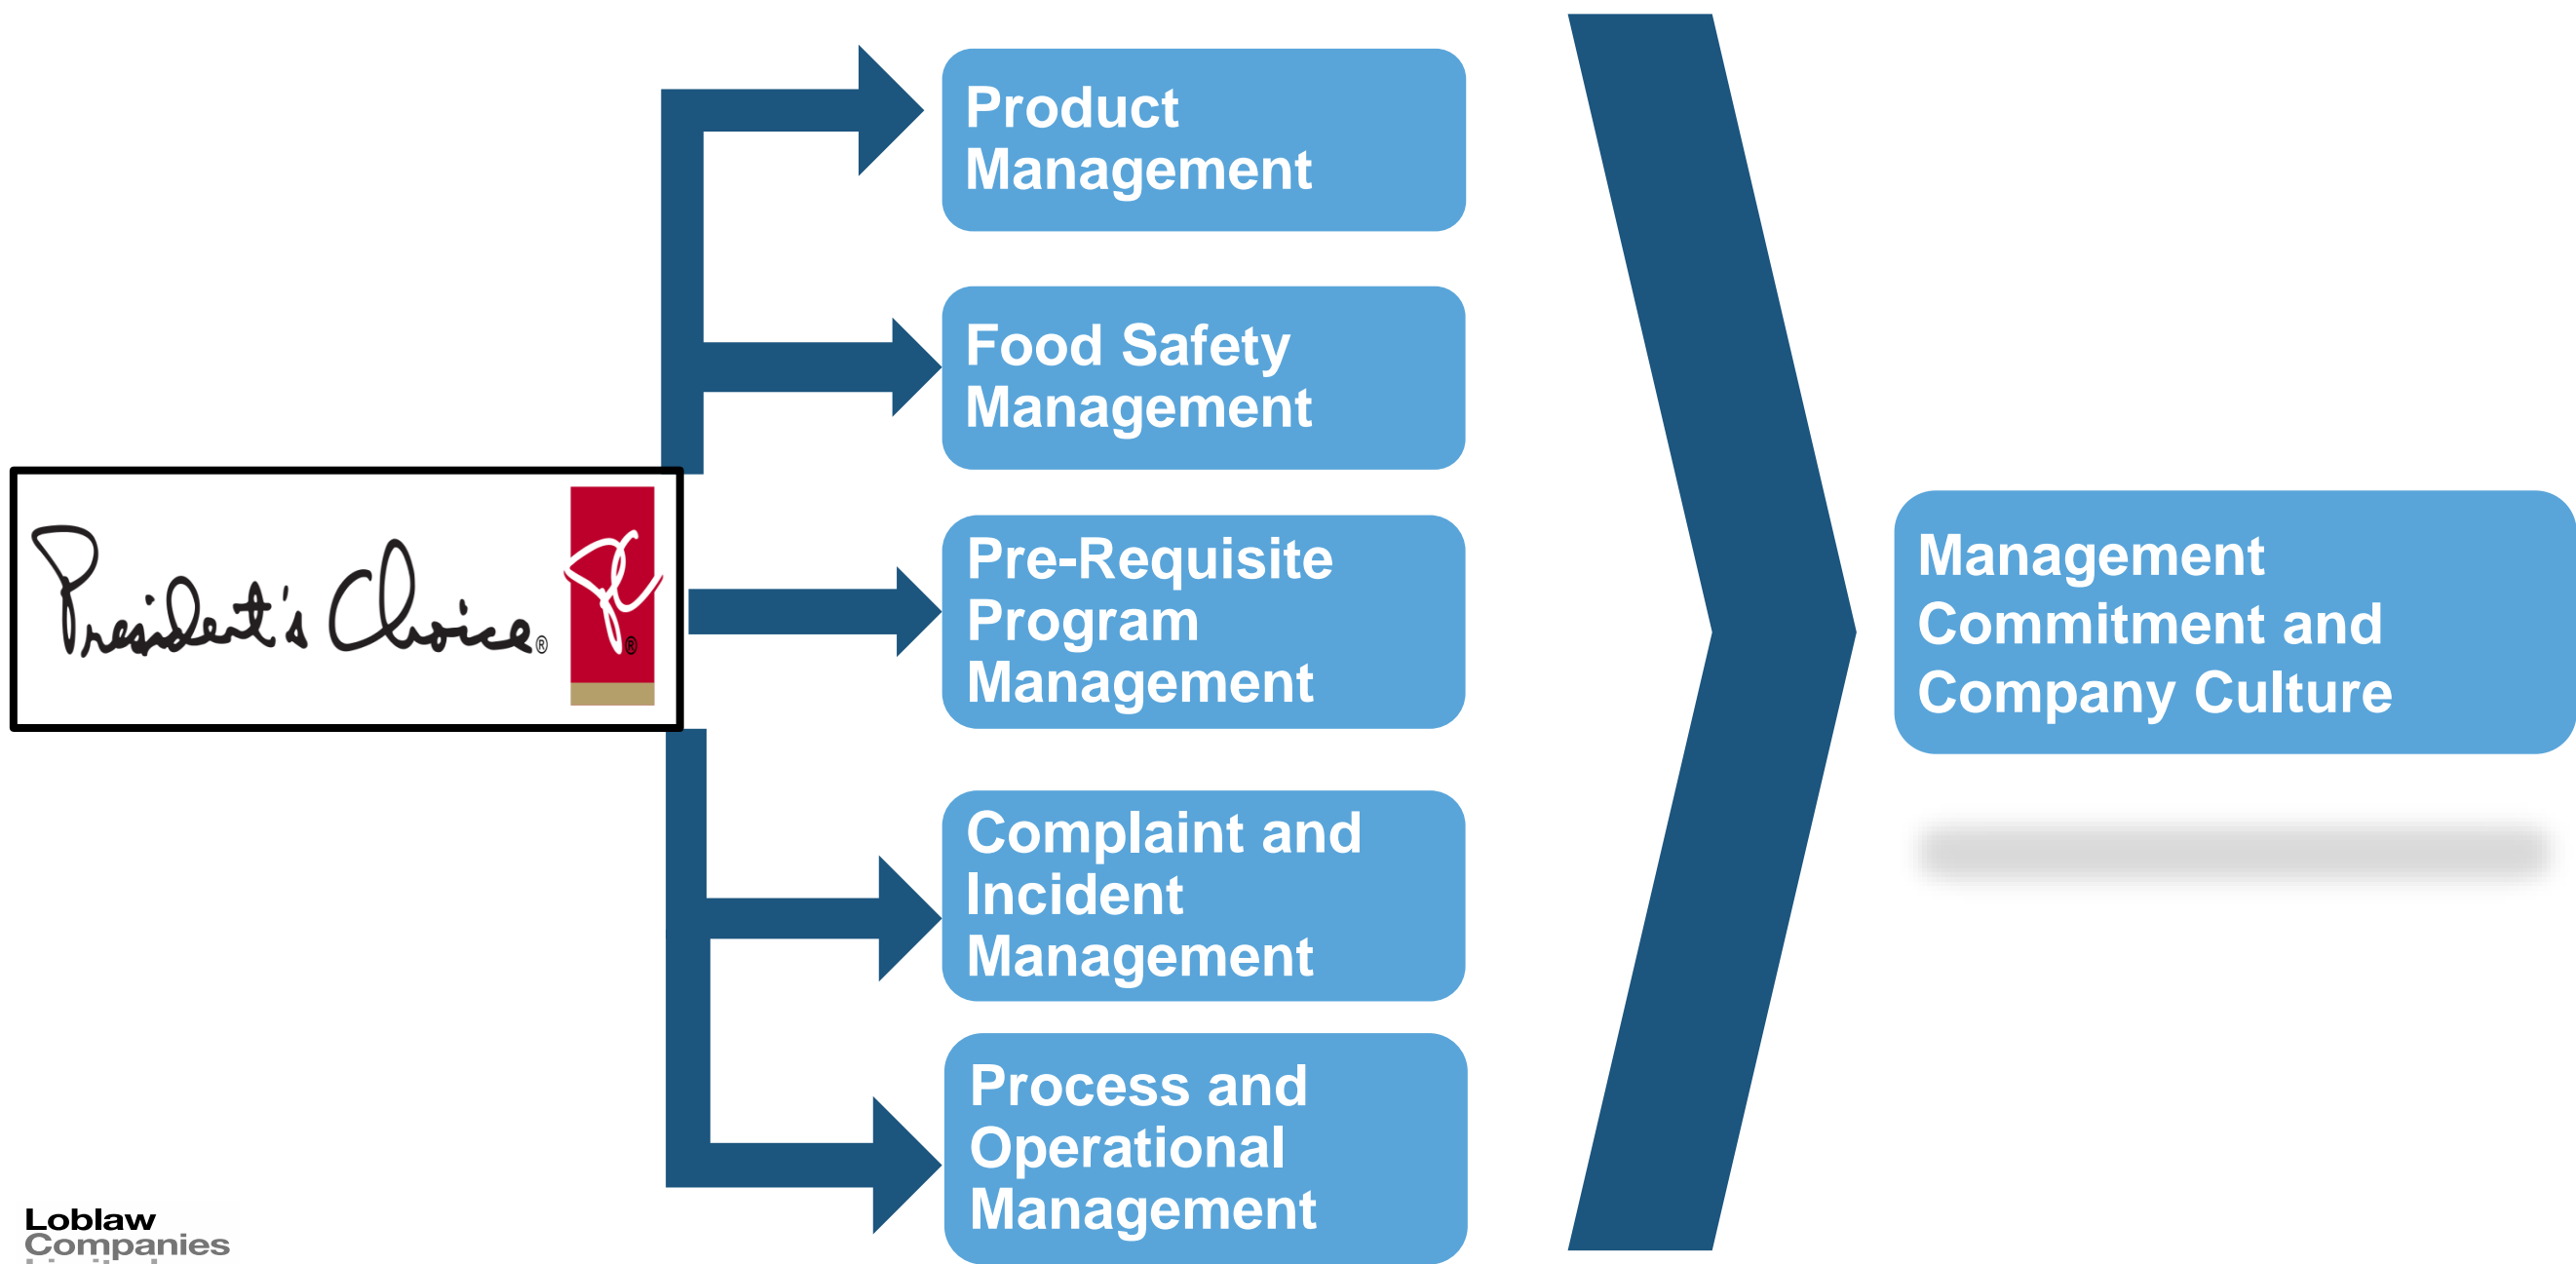 Product
Management
Food Safety
Management
President's Choice®
®
Pre-Requisite
Program
Management
Management
Commitment and
Company Culture
Complaint and
Incident
Management
Process and
Operational
Management
Loblaw
Companies